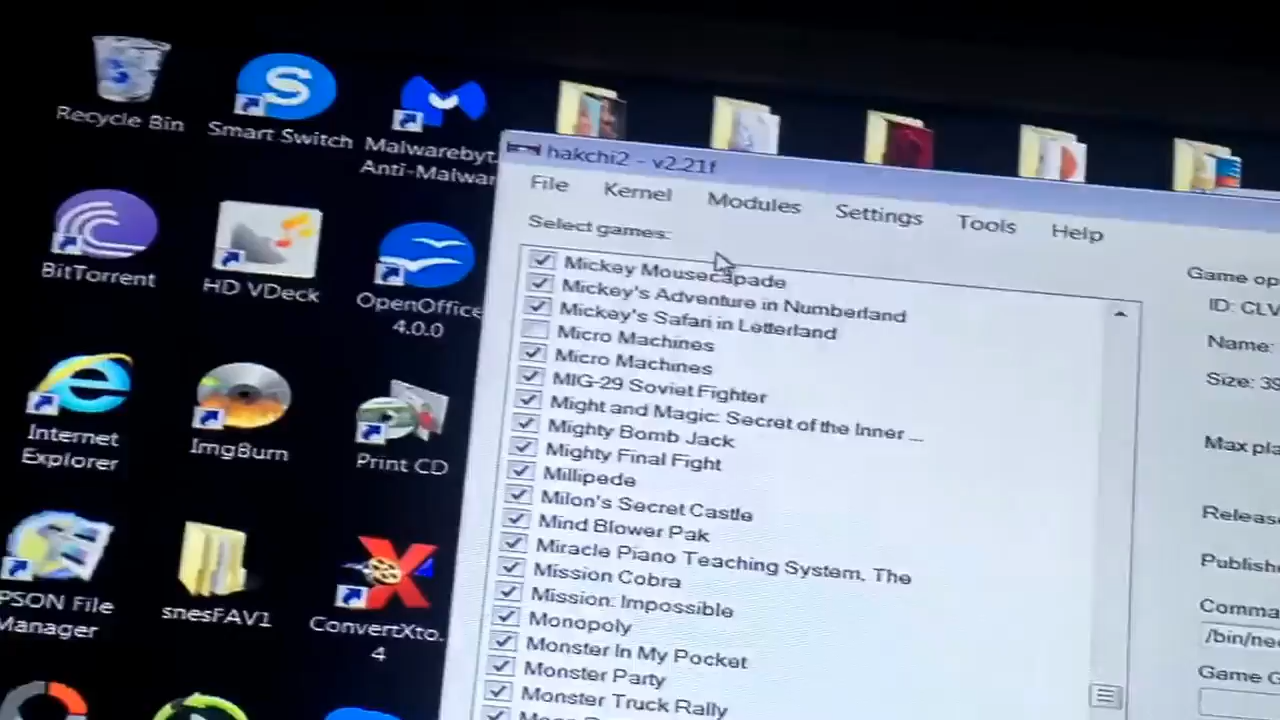 Recycle Bin
Smart Switch
Malwarebyt
Anti-Malwar
BitTorrent
HD VDeck
OpenOffice
4.0.0
Internet
Explorer
ImgBurn
Print CD
PSON File
Manager
snesFAV1
ConvertXto.
4
hakchi2 - v2.21f
File Kernel Modules Settings Tools Help
Select games:
Mickey Mousecapade
Mickey's Adventure in Numberland
Mickey's Safari in Letterland
Micro Machines
Micro Machines
MIG-29 Soviet Fighter
Might and Magic: Secret of the Inner ...
Mighty Bomb Jack
Mighty Final Fight
Millipede
Milon's Secret Castle
Mind Blower Pak
Miracle Piano Teaching System, The
Mission Cobra
Mission: Impossible
Monopoly
Monster In My Pocket
Monster Party
Monster Truck Rally
Game op
ID: CLV
Name:
Size: 39
Max pla
Releas
Publish
Comma
/bin/ne
Game G